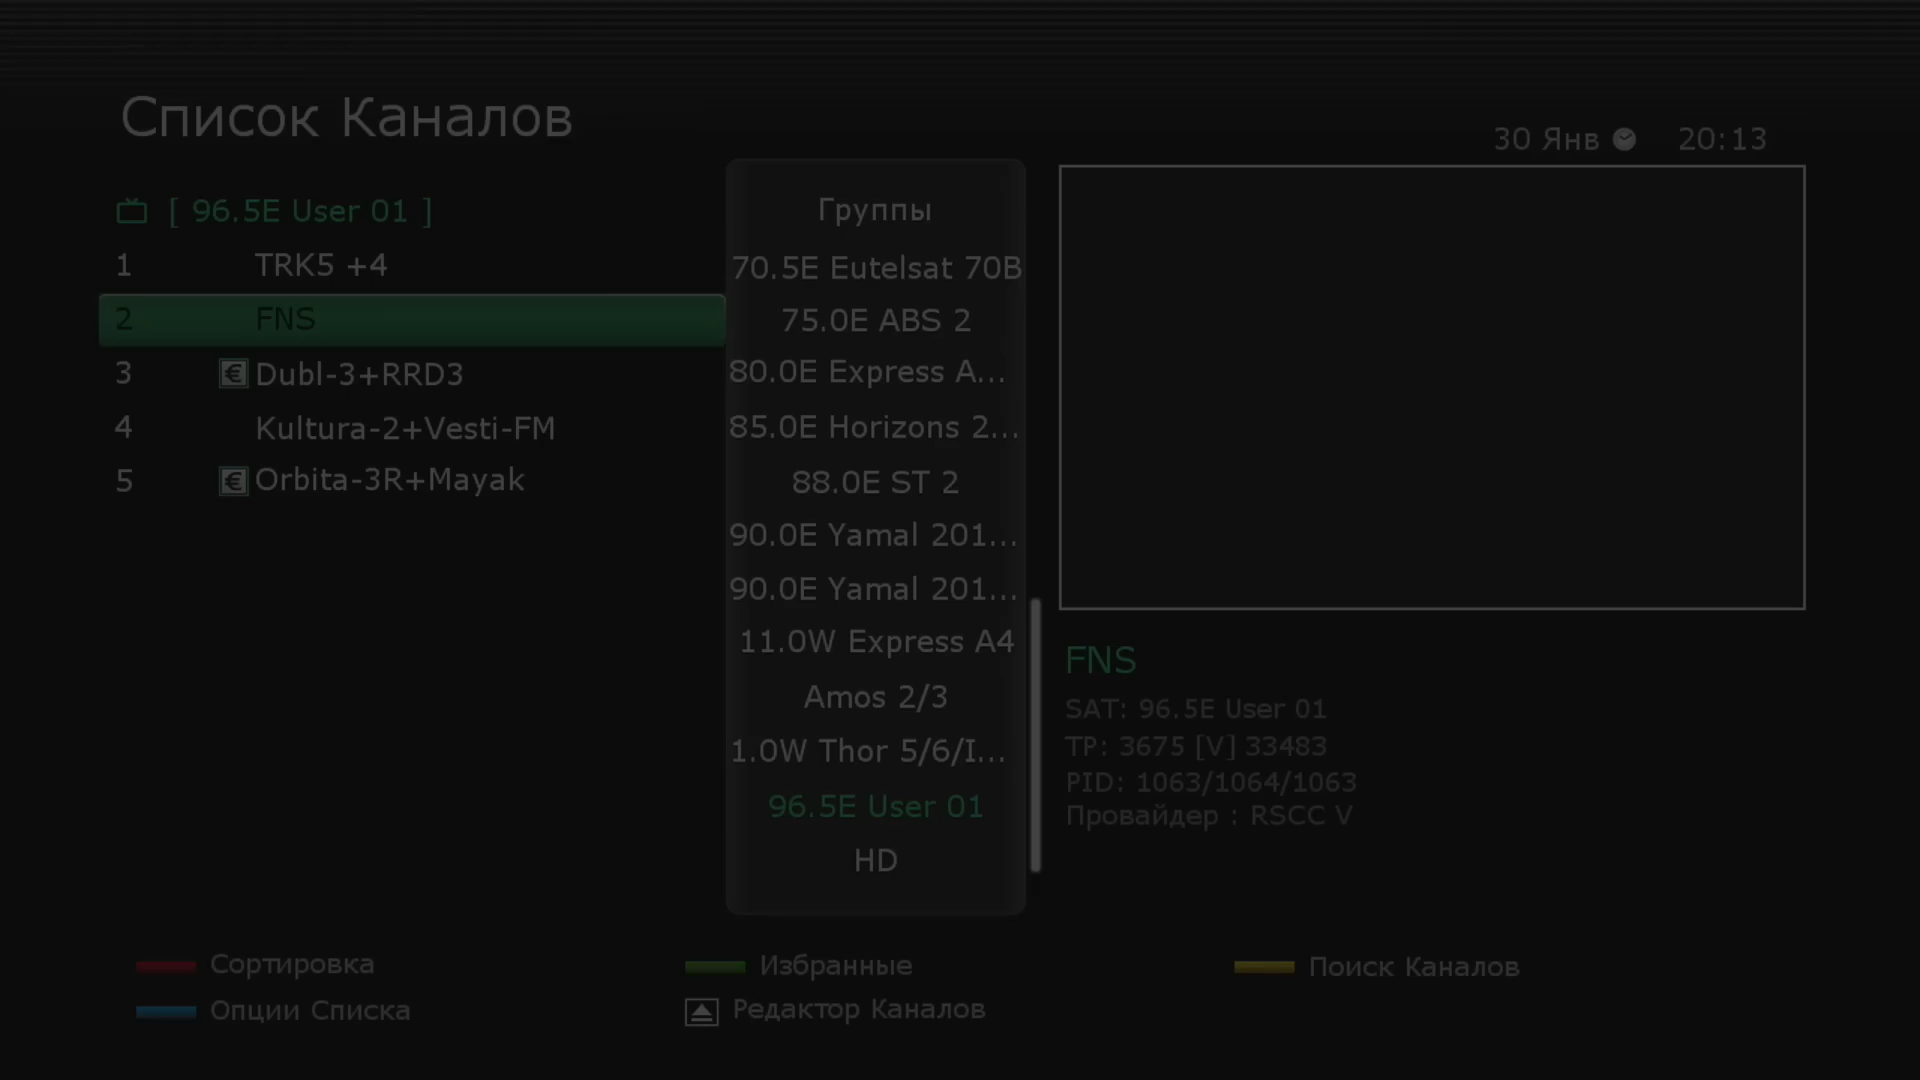 Список Каналов
30 Янв 20:13
[ 96.5E User 01 ]
1 TRK5 +4
2 FNS
3 € Dubl-3+RRD3
4 Kultura-2+Vesti-FM
5 € Orbita-3R+Mayak
Группы
70.5E Eutelsat 70B
75.0E ABS 2
80.0E Express A...
85.0E Horizons 2...
88.0E ST 2
90.0E Yamal 201...
90.0E Yamal 201...
11.0W Express A4
Amos 2/3
1.0W Thor 5/6/I...
96.5E User 01
HD
FNS
SAT: 96.5E User 01
TP: 3675 [V] 33483
PID: 1063/1064/1063
Провайдер : RSCC V
Сортировка
Избранные
Поиск Каналов
Опции Списка
Редактор Каналов